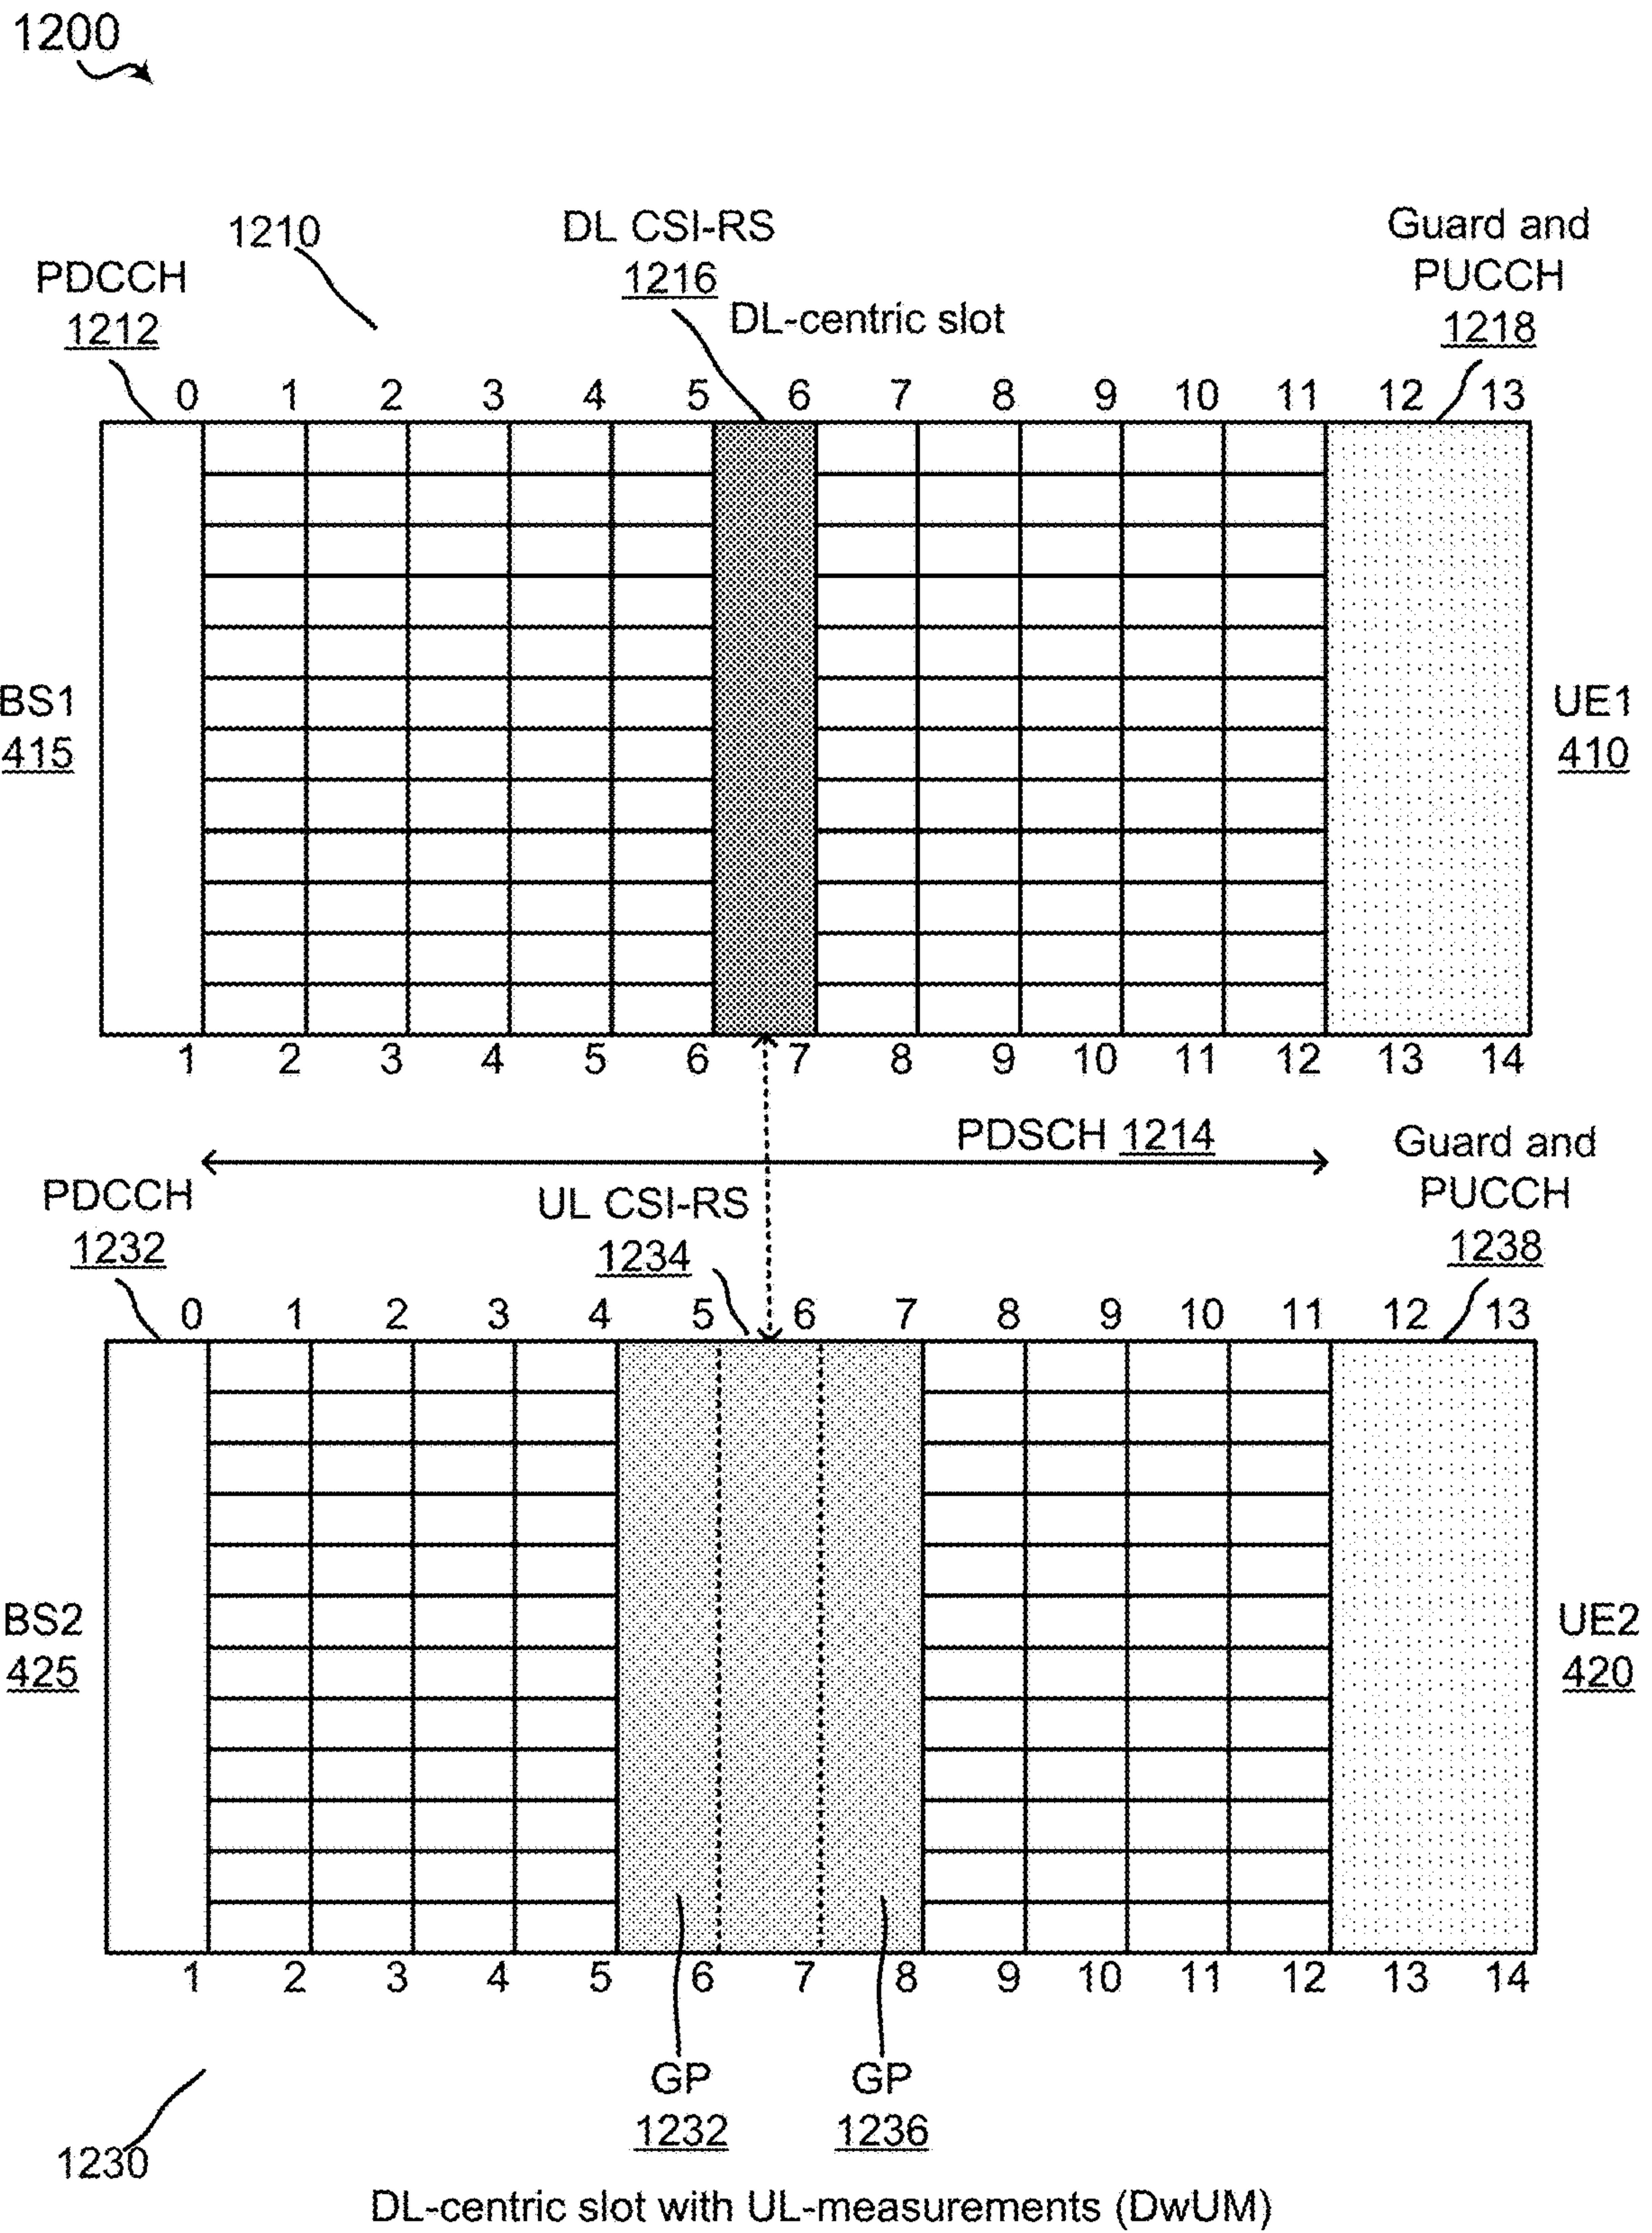 1200
1210
DL CSI-RS
1216
Guard and
PUCCH
1218
PDCCH
1212
DL-centric slot
0 1 2 3 4 5 6 7 8 9 10 11 12 13
BS1
415
UE1
410
1 2 3 4 5 6 7 8 9 10 11 12 13 14
PDSCH 1214
Guard and
PUCCH
1238
PDCCH
1232
UL CSI-RS
1234
0 1 2 3 4 5 6 7 8 9 10 11 12 13
BS2
425
UE2
420
1 2 3 4 5 6 7 8 9 10 11 12 13 14
GP
1232
GP
1236
1230
DL-centric slot with UL-measurements (DwUM)